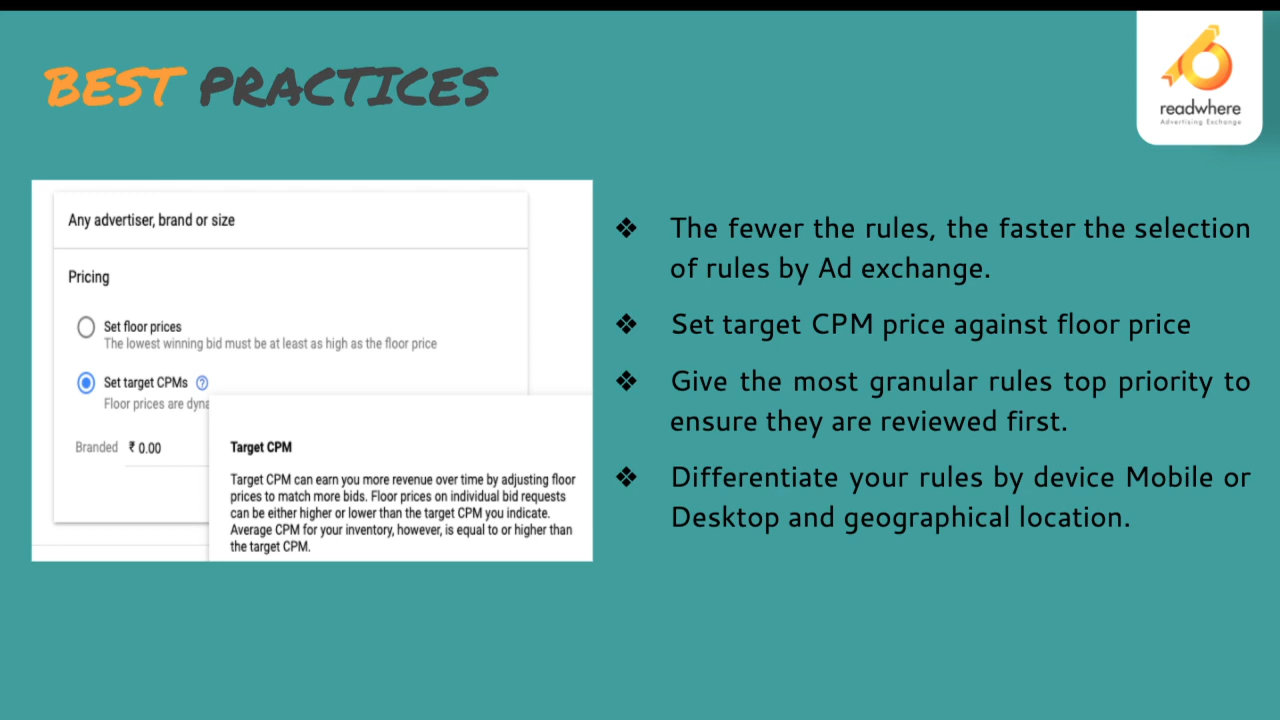 BEST PRACTICES
readwhere
Advertising Exchange
Any advertiser, brand or size
Pricing
Set floor prices
The lowest winning bid must be at least as high as the floor price
Set target CPMs ?
Floor prices are dyna
Branded ₹ 0.00
Target CPM
Target CPM can earn you more revenue over time by adjusting floor
prices to match more bids. Floor prices on individual bid requests
can be either higher or lower than the target CPM you indicate.
Average CPM for your inventory, however, is equal to or higher than
the target CPM.
❖ The fewer the rules, the faster the selection
of rules by Ad exchange.
❖ Set target CPM price against floor price
❖ Give the most granular rules top priority to
ensure they are reviewed first.
❖ Differentiate your rules by device Mobile or
Desktop and geographical location.